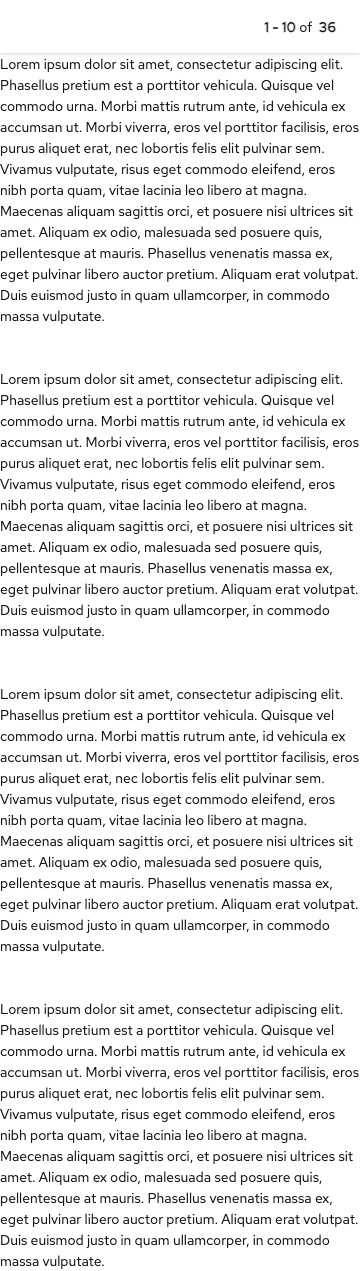 1 - 10 of 36
Lorem ipsum dolor sit amet, consectetur adipiscing elit.
Phasellus pretium est a porttitor vehicula. Quisque vel
commodo urna. Morbi mattis rutrum ante, id vehicula ex
accumsan ut. Morbi viverra, eros vel porttitor facilisis, eros
purus aliquet erat, nec lobortis felis elit pulvinar sem.
Vivamus vulputate, risus eget commodo eleifend, eros
nibh porta quam, vitae lacinia leo libero at magna.
Maecenas aliquam sagittis orci, et posuere nisi ultrices sit
amet. Aliquam ex odio, malesuada sed posuere quis,
pellentesque at mauris. Phasellus venenatis massa ex,
eget pulvinar libero auctor pretium. Aliquam erat volutpat.
Duis euismod justo in quam ullamcorper, in commodo
massa vulputate.
Lorem ipsum dolor sit amet, consectetur adipiscing elit.
Phasellus pretium est a porttitor vehicula. Quisque vel
commodo urna. Morbi mattis rutrum ante, id vehicula ex
accumsan ut. Morbi viverra, eros vel porttitor facilisis, eros
purus aliquet erat, nec lobortis felis elit pulvinar sem.
Vivamus vulputate, risus eget commodo eleifend, eros
nibh porta quam, vitae lacinia leo libero at magna.
Maecenas aliquam sagittis orci, et posuere nisi ultrices sit
amet. Aliquam ex odio, malesuada sed posuere quis,
pellentesque at mauris. Phasellus venenatis massa ex,
eget pulvinar libero auctor pretium. Aliquam erat volutpat.
Duis euismod justo in quam ullamcorper, in commodo
massa vulputate.
Lorem ipsum dolor sit amet, consectetur adipiscing elit.
Phasellus pretium est a porttitor vehicula. Quisque vel
commodo urna. Morbi mattis rutrum ante, id vehicula ex
accumsan ut. Morbi viverra, eros vel porttitor facilisis, eros
purus aliquet erat, nec lobortis felis elit pulvinar sem.
Vivamus vulputate, risus eget commodo eleifend, eros
nibh porta quam, vitae lacinia leo libero at magna.
Maecenas aliquam sagittis orci, et posuere nisi ultrices sit
amet. Aliquam ex odio, malesuada sed posuere quis,
pellentesque at mauris. Phasellus venenatis massa ex,
eget pulvinar libero auctor pretium. Aliquam erat volutpat.
Duis euismod justo in quam ullamcorper, in commodo
massa vulputate.
Lorem ipsum dolor sit amet, consectetur adipiscing elit.
Phasellus pretium est a porttitor vehicula. Quisque vel
commodo urna. Morbi mattis rutrum ante, id vehicula ex
accumsan ut. Morbi viverra, eros vel porttitor facilisis, eros
purus aliquet erat, nec lobortis felis elit pulvinar sem.
Vivamus vulputate, risus eget commodo eleifend, eros
nibh porta quam, vitae lacinia leo libero at magna.
Maecenas aliquam sagittis orci, et posuere nisi ultrices sit
amet. Aliquam ex odio, malesuada sed posuere quis,
pellentesque at mauris. Phasellus venenatis massa ex,
eget pulvinar libero auctor pretium. Aliquam erat volutpat.
Duis euismod justo in quam ullamcorper, in commodo
massa vulputate.